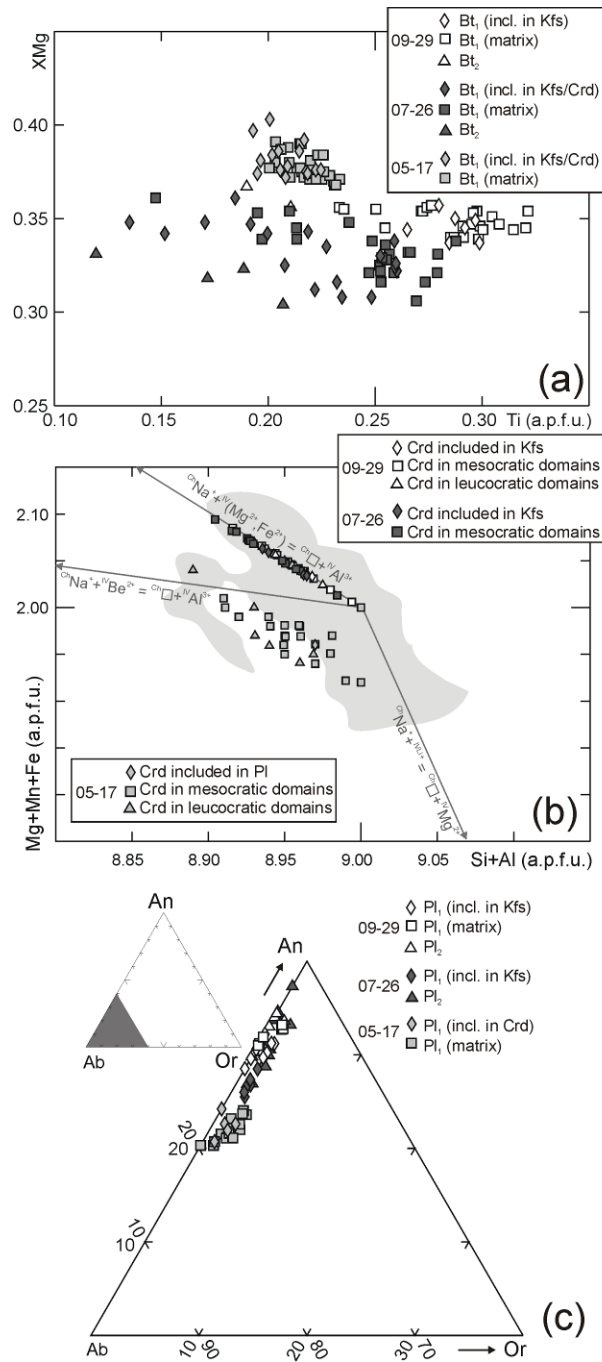 XMg
0.40
0.35
0.30
0.25
0.10
0.15
0.20
0.25
0.30
Ti (a.p.f.u.)
(a)
Bt₁ (incl. in Kfs)
09-29 Bt₁ (matrix)
Bt₂
Bt₁ (incl. in Kfs/Crd)
07-26 Bt₁ (matrix)
Bt₂
05-17 Bt₁ (incl. in Kfs/Crd)
Bt₁ (matrix)
Crd included in Kfs
09-29 Crd in mesocratic domains
Crd in leucocratic domains
07-26 Crd included in Kfs
Crd in mesocratic domains
2.10
2.00
Mg+Mn+Fe (a.p.f.u.)
ᶜʰNa⁺+ᴵⱽ(Mg²⁺,Fe²⁺) = ᶜʰ□+ᴵⱽAl³⁺
ᶜʰNa⁺+ᴵⱽBe²⁺ = ᶜʰ□+ᴵⱽAl³⁺
ᶜʰNa⁺+ᴵⱽLi⁺ = ᶜʰ□+ᴵⱽMg²⁺
Crd included in Pl
05-17 Crd in mesocratic domains
Crd in leucocratic domains
(b)
8.85
8.90
8.95
9.00
9.05
Si+Al (a.p.f.u.)
An
Ab
Or
Pl₁ (incl. in Kfs)
09-29 Pl₁ (matrix)
Pl₂
07-26 Pl₁ (incl. in Kfs)
Pl₂
05-17 Pl₁ (incl. in Crd)
Pl₁ (matrix)
An
20
20
10
10
Ab
10
90
20
80
30
70
Or
(c)